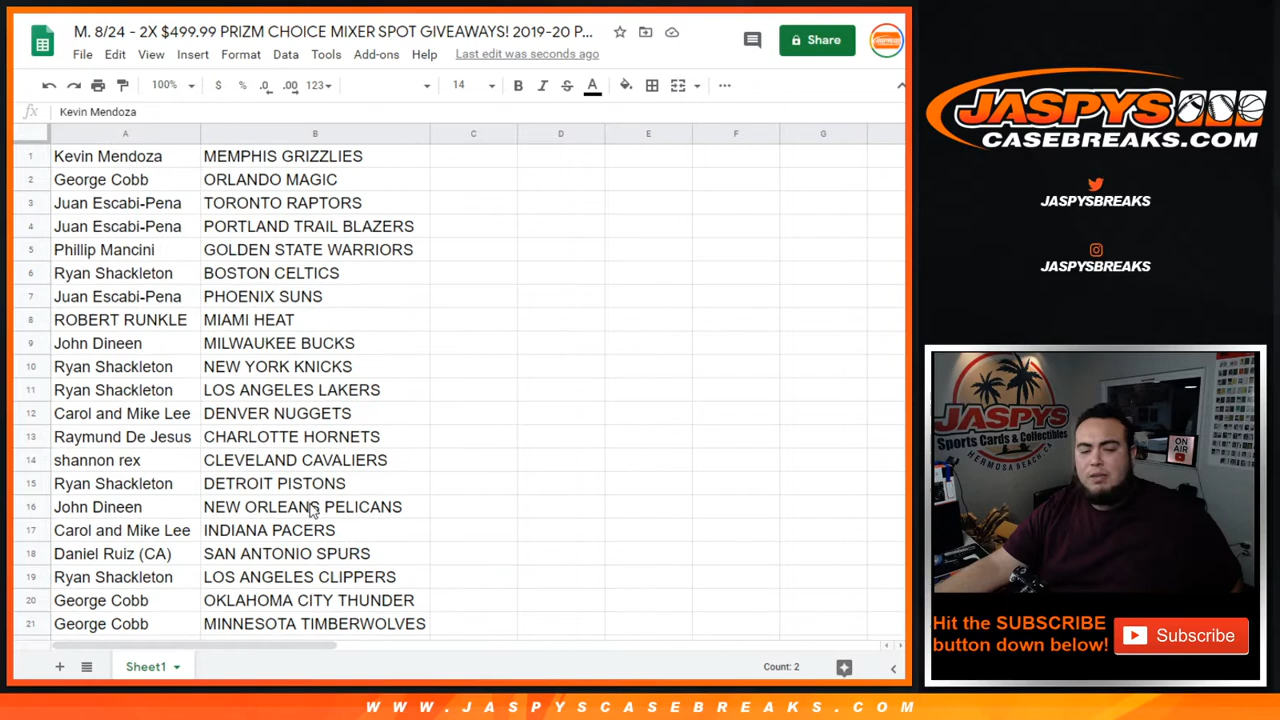 M. 8/24 - 2X $499.99 PRIZM CHOICE MIXER SPOT GIVEAWAYS! 2019-20 P...
Share
File Edit View Insert Format Data Tools Add-ons Help Last edit was seconds ago
100% $ % .0 .00 123 14 B I S A ...
fx Kevin Mendoza
A B C D E F G
1 Kevin Mendoza MEMPHIS GRIZZLIES
2 George Cobb ORLANDO MAGIC
3 Juan Escabi-Pena TORONTO RAPTORS
4 Juan Escabi-Pena PORTLAND TRAIL BLAZERS
5 Phillip Mancini GOLDEN STATE WARRIORS
6 Ryan Shackleton BOSTON CELTICS
7 Juan Escabi-Pena PHOENIX SUNS
8 ROBERT RUNKLE MIAMI HEAT
9 John Dineen MILWAUKEE BUCKS
10 Ryan Shackleton NEW YORK KNICKS
11 Ryan Shackleton LOS ANGELES LAKERS
12 Carol and Mike Lee DENVER NUGGETS
13 Raymund De Jesus CHARLOTTE HORNETS
14 shannon rex CLEVELAND CAVALIERS
15 Ryan Shackleton DETROIT PISTONS
16 John Dineen NEW ORLEANS PELICANS
17 Carol and Mike Lee INDIANA PACERS
18 Daniel Ruiz (CA) SAN ANTONIO SPURS
19 Ryan Shackleton LOS ANGELES CLIPPERS
20 George Cobb OKLAHOMA CITY THUNDER
21 George Cobb MINNESOTA TIMBERWOLVES
Sheet1 Count: 2
JASPYS
CASEBREAKS.COM
JASPYSBREAKS
JASPYSBREAKS
JASPYS
Sports Cards & Collectibles
HERMOSA BEACH, CA
ON AIR
Hit the SUBSCRIBE
button down below!
Subscribe
WWW.JASPYSCASEBREAKS.COM